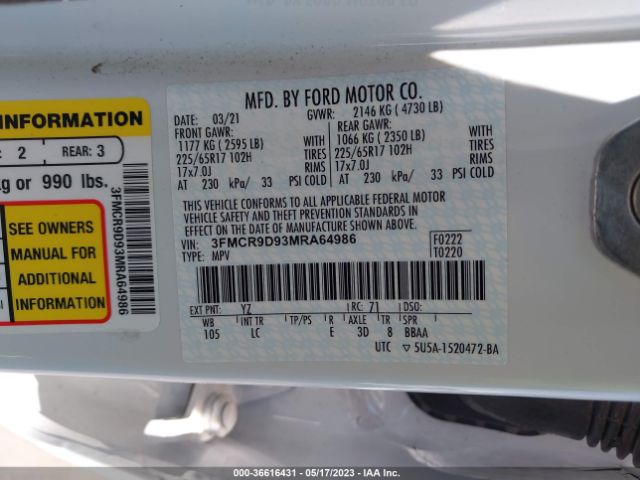 INFORMATION
: 2 REAR: 3
kg or 990 lbs.
SEE OWNERS
MANUAL FOR
ADDITIONAL
INFORMATION
3FMCR9D93MRA64986
MFD. BY FORD MOTOR CO.
DATE: 03/21 GVWR: 2146 KG ( 4730 LB)
FRONT GAWR: REAR GAWR:
1177 KG ( 2595 LB) WITH 1066 KG ( 2350 LB) WITH
225/65R17 102H TIRES 225/65R17 102H TIRES
17x7.0J RIMS 17x7.0J RIMS
AT 230 kPa/ 33 PSI COLD AT 230 kPa/ 33 PSI COLD
THIS VEHICLE CONFORMS TO ALL APPLICABLE FEDERAL MOTOR
VEHICLE SAFETY AND THEFT PREVENTION STANDARDS IN
EFFECT ON THE DATE OF MANUFACTURE SHOWN ABOVE.
VIN: 3FMCR9D93MRA64986 F0222
TYPE: MPV T0220
EXT PNT: YZ RC: 71 DSO:
WB INT TR TP/PS R AXLE TR SPR
105 LC E 3D 8 BBAA
UTC ▽ 5U5A-1520472-BA
000-36616431 - 05/17/2023 - IAA Inc.